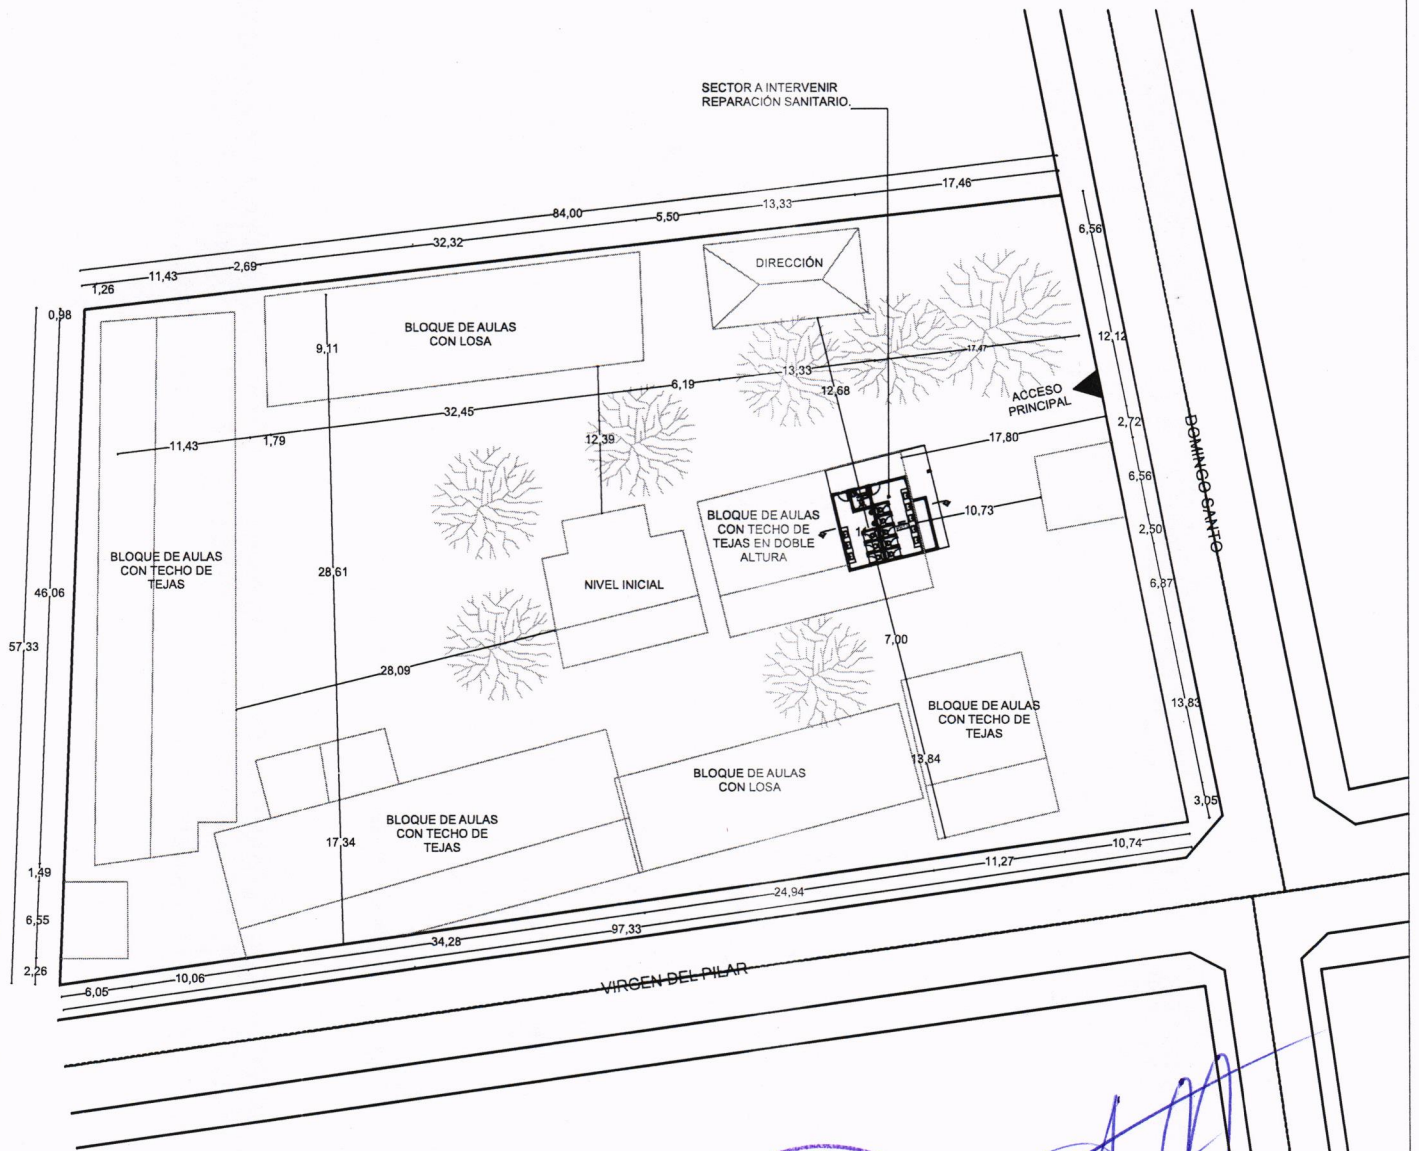 SECTOR A INTERVENIR
REPARACIÓN SANITARIO.
84,00
17,46
13,33
5,50
32,32
2,69
11,43
1,26
0,98
6,56
DIRECCIÓN
BLOQUE DE AULAS
CON LOSA
9,11
12,12
17,47
13,33
6,19
12,68
32,45
ACCESO
PRINCIPAL
11,43
1,79
12,39
2,72
17,80
DOMINGO SANTO
6,56
10,73
2,50
BLOQUE DE AULAS
CON TECHO DE
TEJAS EN DOBLE
ALTURA
1
BLOQUE DE AULAS
CON TECHO DE
TEJAS
28,61
NIVEL INICIAL
6,87
46,06
57,33
7,00
28,09
13,83
BLOQUE DE AULAS
CON TECHO DE
TEJAS
13,84
BLOQUE DE AULAS
CON LOSA
3,05
BLOQUE DE AULAS
CON TECHO DE
TEJAS
17,34
10,74
11,27
1,49
24,94
6,55
97,33
34,28
2,26
10,06
6,05
VIRGEN DEL PILAR